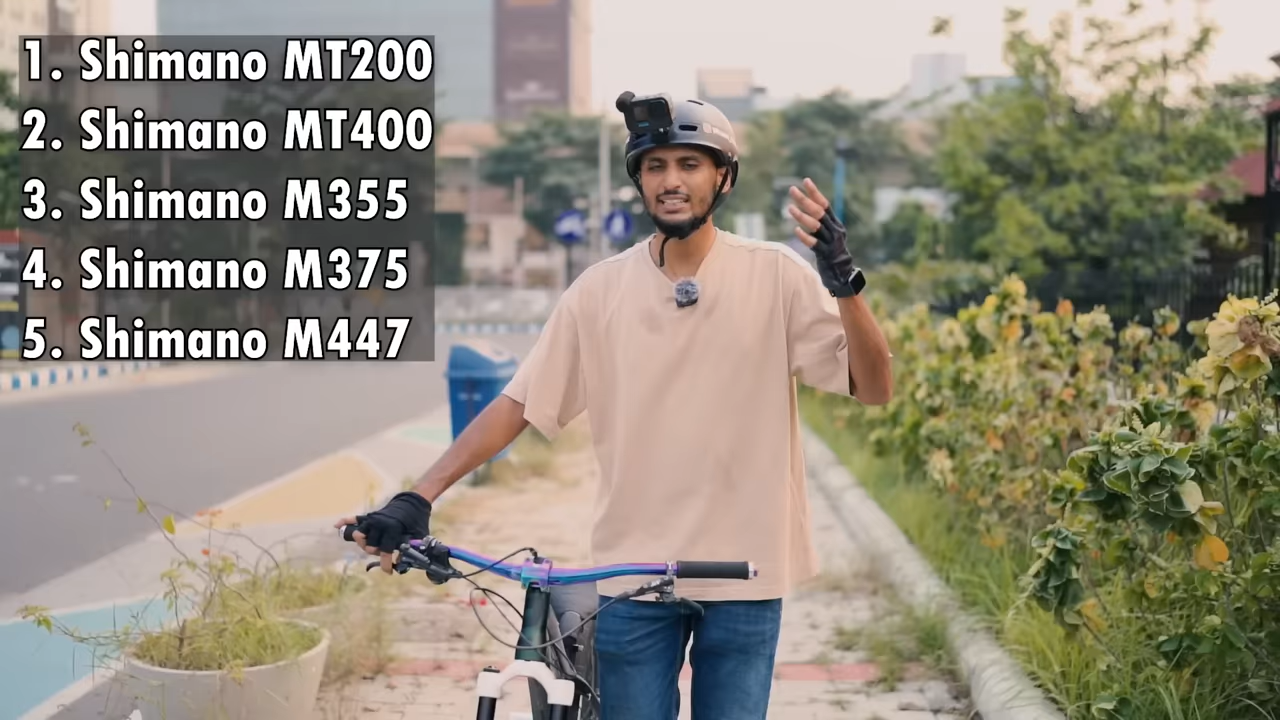 1. Shimano MT200
2. Shimano MT400
3. Shimano M355
4. Shimano M375
5. Shimano M447